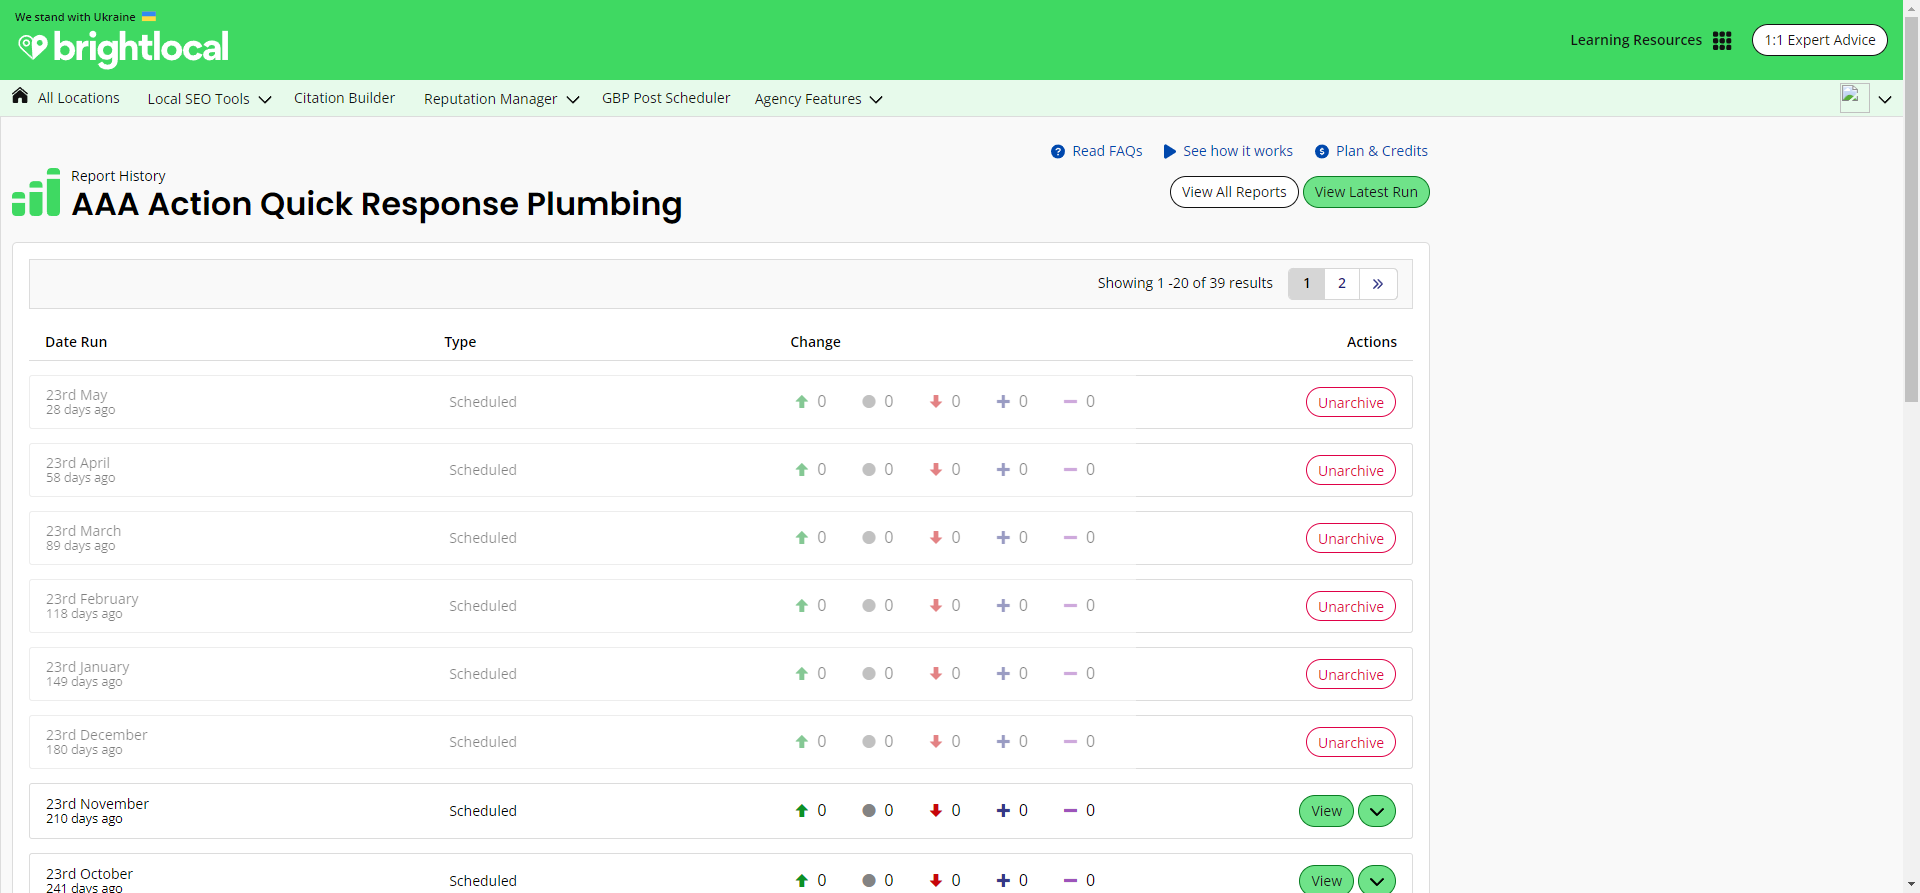 We stand with Ukraine
brightlocal
Learning Resources
1:1 Expert Advice
All Locations
Local SEO Tools
Citation Builder
Reputation Manager
GBP Post Scheduler
Agency Features
Read FAQs
See how it works
Plan & Credits
Report History
AAA Action Quick Response Plumbing
View All Reports
View Latest Run
Showing 1 -20 of 39 results
1
2
»
Date Run
Type
Change
Actions
23rd May
28 days ago
Scheduled
0
0
0
0
0
Unarchive
23rd April
58 days ago
Scheduled
0
0
0
0
0
Unarchive
23rd March
89 days ago
Scheduled
0
0
0
0
0
Unarchive
23rd February
118 days ago
Scheduled
0
0
0
0
0
Unarchive
23rd January
149 days ago
Scheduled
0
0
0
0
0
Unarchive
23rd December
180 days ago
Scheduled
0
0
0
0
0
Unarchive
23rd November
210 days ago
Scheduled
0
0
0
0
0
View
23rd October
241 days ago
Scheduled
0
0
0
0
0
View